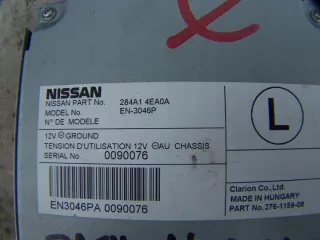 NISSAN
NISSAN PART No. 284A1 4EA0A
MODEL No. EN-3046P
N° DE MODELE
12V ⊖ GROUND
TENSION D'UTILISATION 12V ⊖AU CHASSIS
SERIAL No. 0090076
L
EN3046PA 0090076
Clarion Co., Ltd.
MADE IN HUNGARY
PART No. 276-1159-08